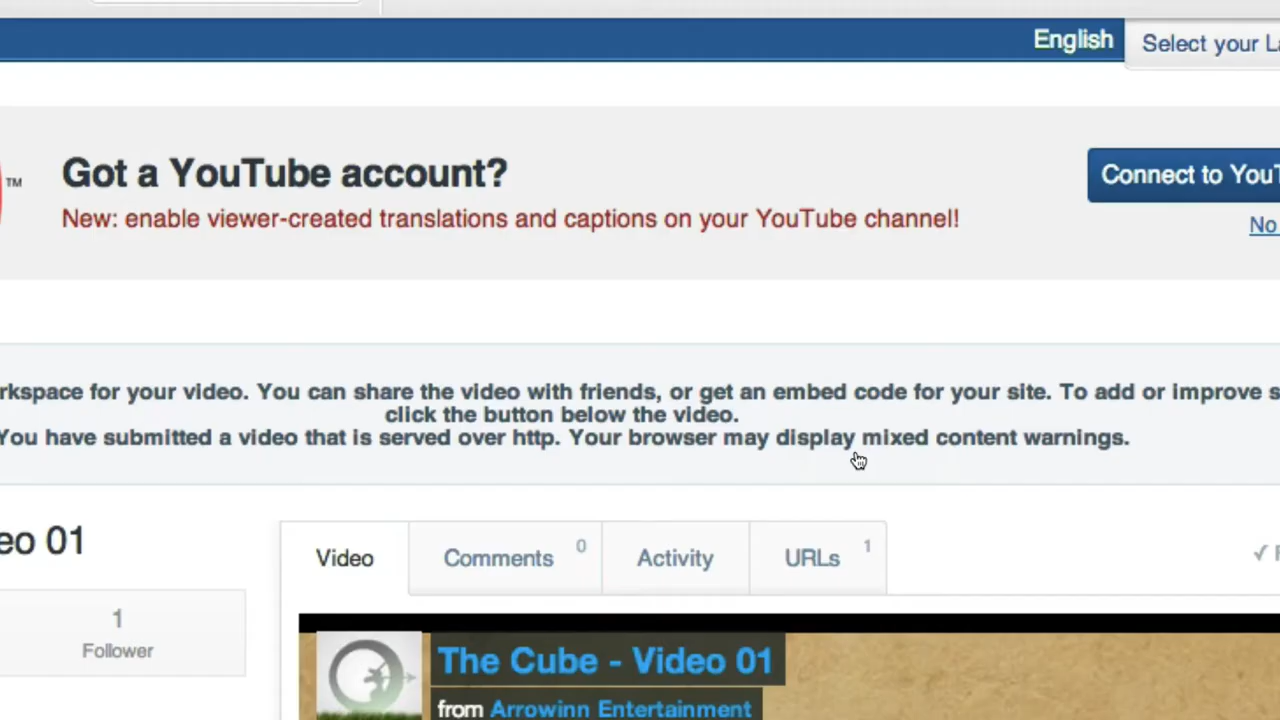 English
Select your
™
Got a YouTube account?
New: enable viewer-created translations and captions on your YouTube channel!
Connect to
No
for your video. You can share the video with friends, or get an embed code for your site. To add or improve
click the button below the video.
You have submitted a video that is served over http. Your browser may display mixed content warnings.
01
Video
Comments 0
Activity
URLs 1
✓
1
Follower
The Cube - Video 01
from Arrowinn Entertainment